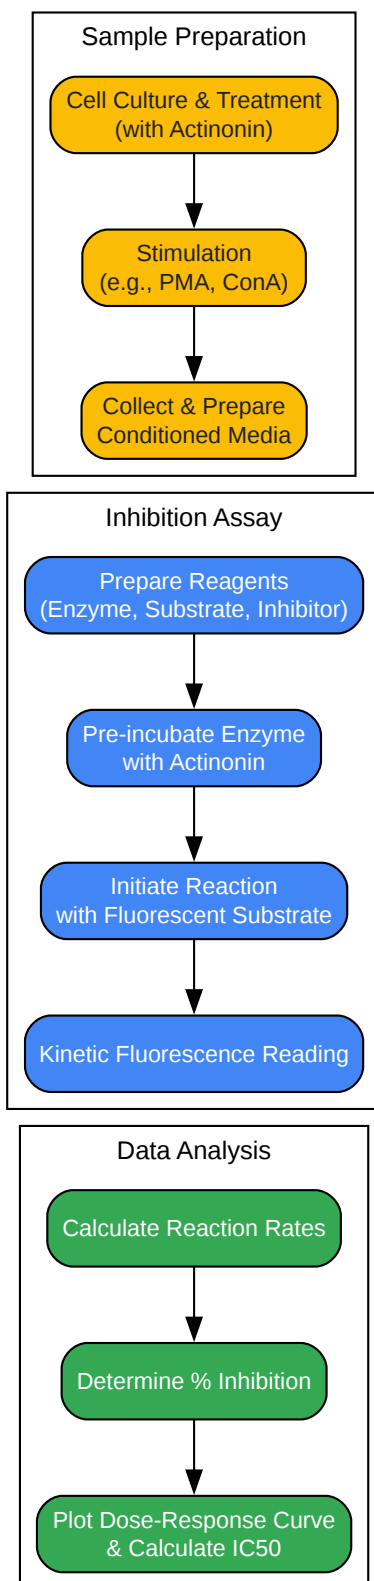 Sample Preparation
Cell Culture & Treatment
(with Actinonin)
Stimulation
(e.g., PMA, ConA)
Collect & Prepare
Conditioned Media
Inhibition Assay
Prepare Reagents
(Enzyme, Substrate, Inhibitor)
Pre-incubate Enzyme
with Actinonin
Initiate Reaction
with Fluorescent Substrate
Kinetic Fluorescence Reading
Data Analysis
Calculate Reaction Rates
Determine % Inhibition
Plot Dose-Response Curve
& Calculate IC50